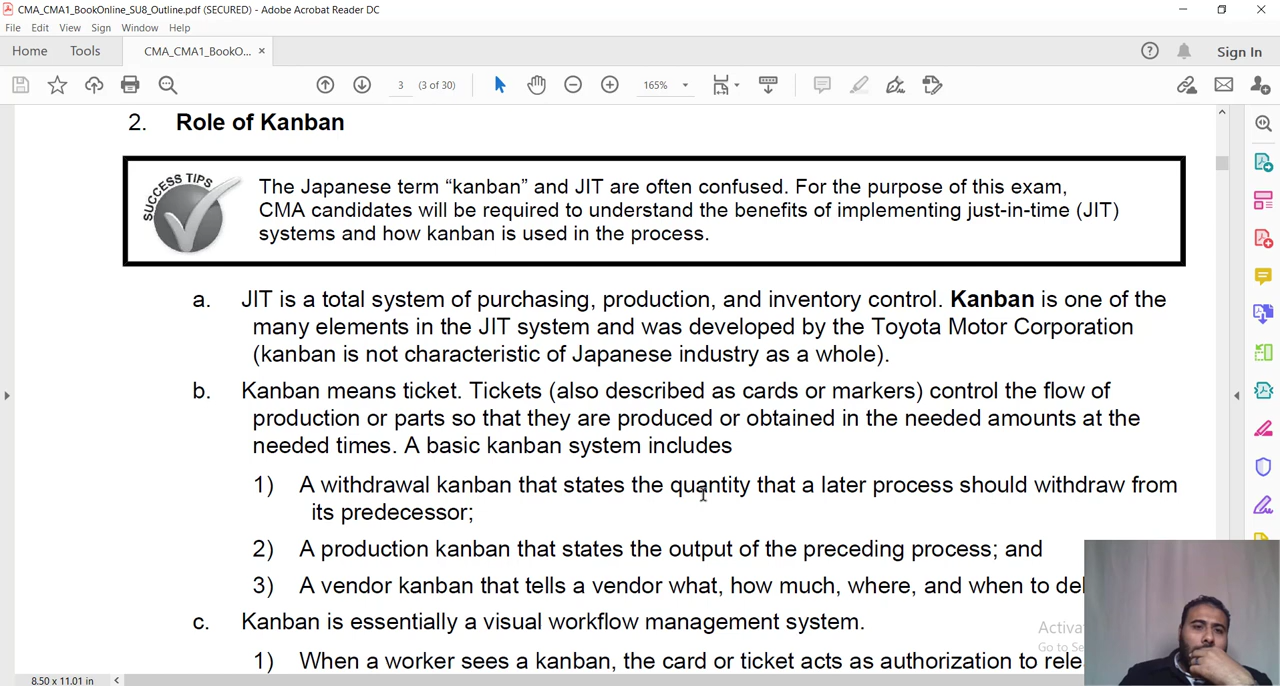 CMA_CMA1_BookOnline_SU8_Outline.pdf (SECURED) - Adobe Acrobat Reader DC
File Edit View Sign Window Help
Home Tools CMA_CMA1_BookO... × Sign In
3 (3 of 30) 165%
2. Role of Kanban
SUCCESS TIPS
The Japanese term “kanban” and JIT are often confused. For the purpose of this exam,
CMA candidates will be required to understand the benefits of implementing just-in-time (JIT)
systems and how kanban is used in the process.
a. JIT is a total system of purchasing, production, and inventory control. Kanban is one of the
many elements in the JIT system and was developed by the Toyota Motor Corporation
(kanban is not characteristic of Japanese industry as a whole).
b. Kanban means ticket. Tickets (also described as cards or markers) control the flow of
production or parts so that they are produced or obtained in the needed amounts at the
needed times. A basic kanban system includes
1) A withdrawal kanban that states the quantity that a later process should withdraw from
its predecessor;
2) A production kanban that states the output of the preceding process; and
3) A vendor kanban that tells a vendor what, how much, where, and when to
c. Kanban is essentially a visual workflow management system.
1) When a worker sees a kanban, the card or ticket acts as authorization to
Go to
8.50 x 11.01 in